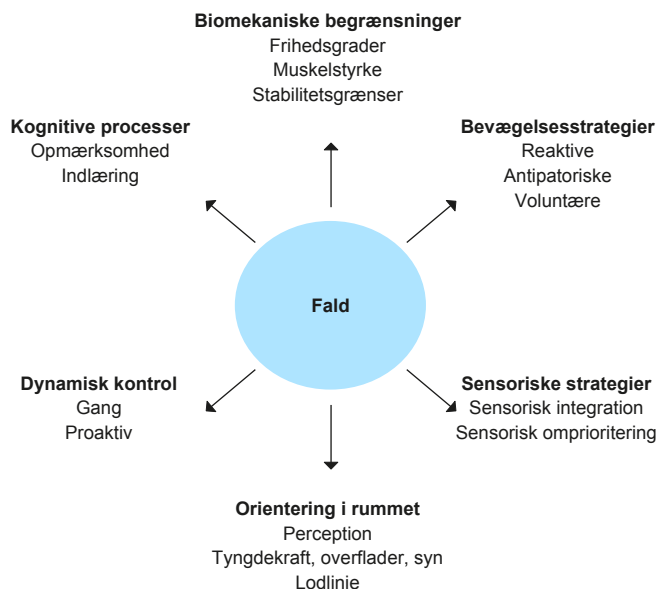 Biomekaniske begrænsninger
Frihedsgrader
Muskelstyrke
Stabilitetsgrænser
Kognitive processer
Opmærksomhed
Indlæring
Bevægelsesstrategier
Reaktive
Antipatoriske
Voluntære
Fald
Dynamisk kontrol
Gang
Proaktiv
Sensoriske strategier
Sensorisk integration
Sensorisk omprioritering
Orientering i rummet
Perception
Tyngdekraft, overflader, syn
Lodlinie